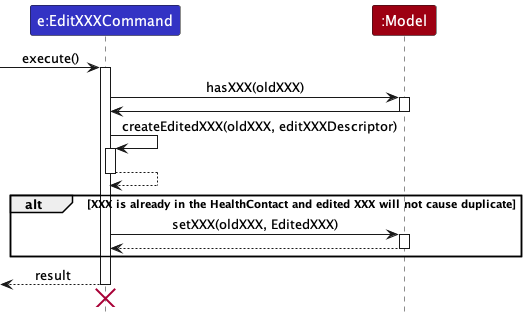 e:EditXXXCommand
:Model
execute()
hasXXX(oldXXX)
createEditedXXX(oldXXX, editXXXDescriptor)
alt [XXX is already in the HealthContact and edited XXX will not cause duplicate]
setXXX(oldXXX, EditedXXX)
result